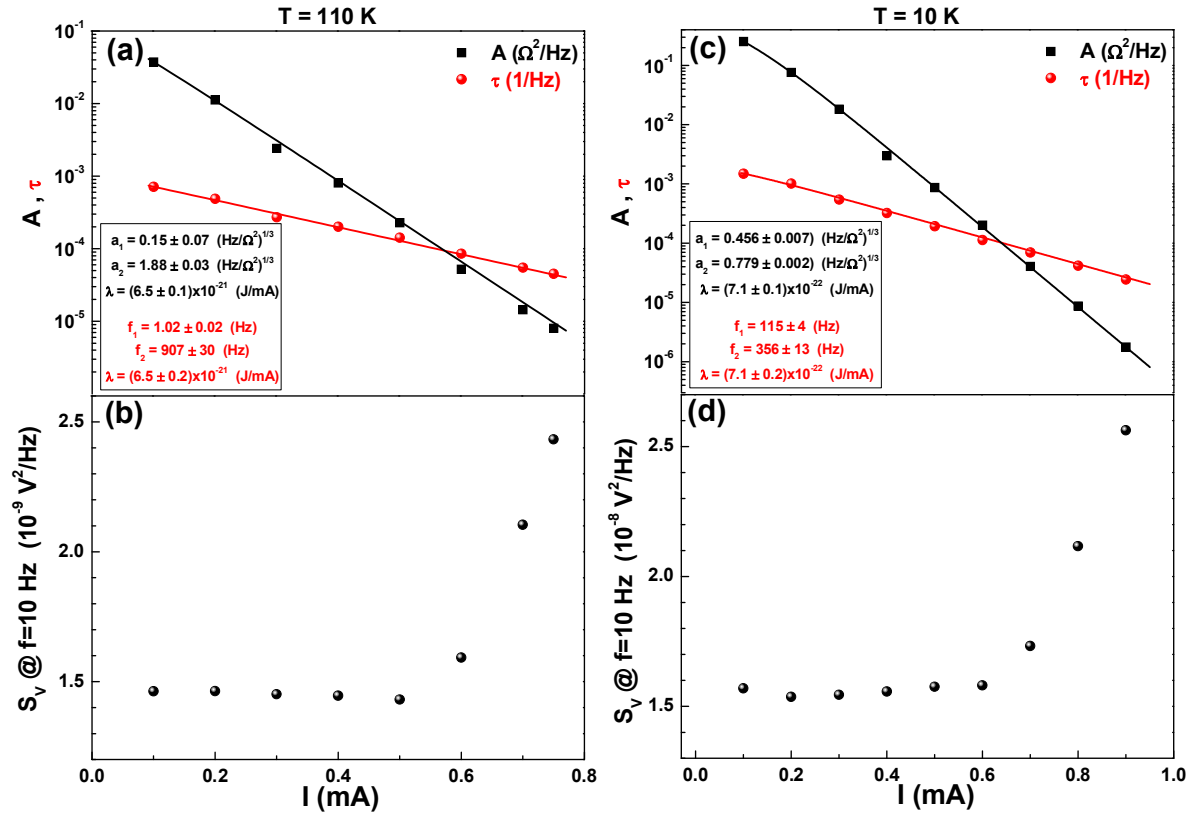 T = 110 K
(a)
A (Ω²/Hz)
τ (1/Hz)
10⁻¹
10⁻²
10⁻³
10⁻⁴
10⁻⁵
A , τ
a₁ = 0.15 ± 0.07 (Hz/Ω²)¹/³
a₂ = 1.88 ± 0.03 (Hz/Ω²)¹/³
λ = (6.5 ± 0.1)x10⁻²¹ (J/mA)
f₁ = 1.02 ± 0.02 (Hz)
f₂ = 907 ± 30 (Hz)
λ = (6.5 ± 0.2)x10⁻²¹ (J/mA)
(b)
2.5
2.0
1.5
S_V @ f=10 Hz (10⁻⁹ V²/Hz)
0.0 0.2 0.4 0.6 0.8
I (mA)
T = 10 K
(c)
A (Ω²/Hz)
τ (1/Hz)
10⁻¹
10⁻²
10⁻³
10⁻⁴
10⁻⁵
10⁻⁶
A , τ
a₁ = 0.456 ± 0.007) (Hz/Ω²)¹/³
a₂ = 0.779 ± 0.002) (Hz/Ω²)¹/³
λ = (7.1 ± 0.1)x10⁻²² (J/mA)
f₁ = 115 ± 4 (Hz)
f₂ = 356 ± 13 (Hz)
λ = (7.1 ± 0.2)x10⁻²² (J/mA)
(d)
2.5
2.0
1.5
S_V @ f=10 Hz (10⁻⁸ V²/Hz)
0.0 0.2 0.4 0.6 0.8 1.0
I (mA)